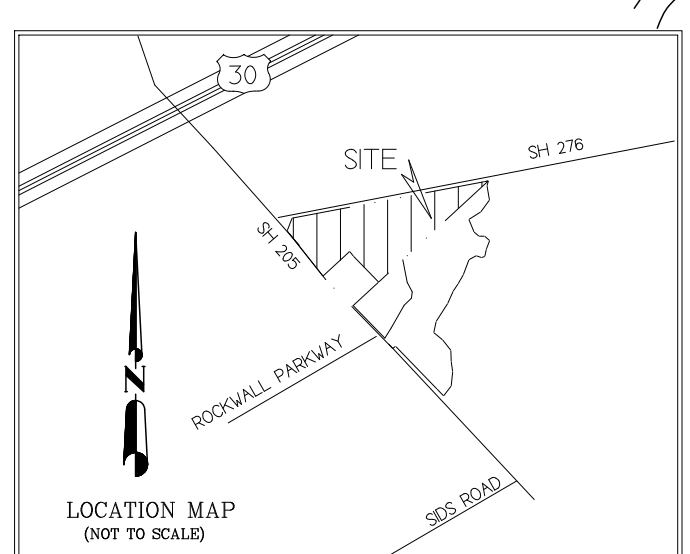 30
SH 276
SITE
SH 205
ROCKWALL PARKWAY
N
SIDS ROAD
LOCATION MAP
(NOT TO SCALE)